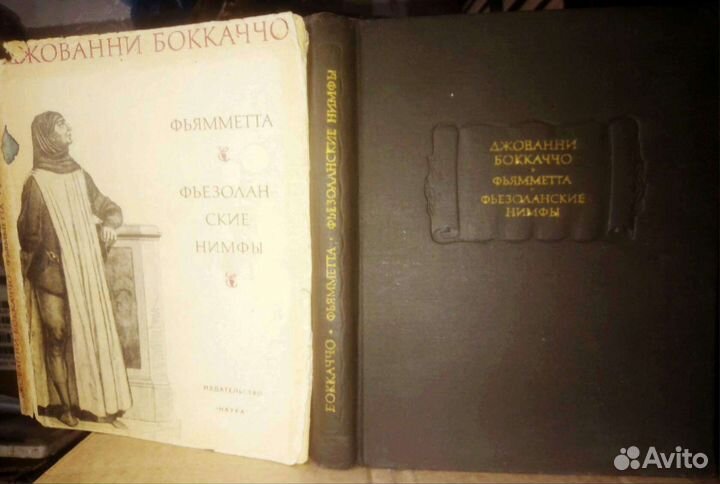 ДЖОВАННИ БОККАЧЧО
ФЬЯММЕТТА
ФЬЕЗОЛАН
СКИЕ
НИМФЫ
ИЗДАТЕЛЬСТВО
«НАУКА»
БОККАЧЧО • ФЬЯММЕТТА • ФЬЕЗОЛАНСКИЕ НИМФЫ
ДЖОВАННИ
БОККАЧЧО
ФЬЯММЕТТА
ФЬЕЗОЛАНСКИЕ
НИМФЫ
Avito